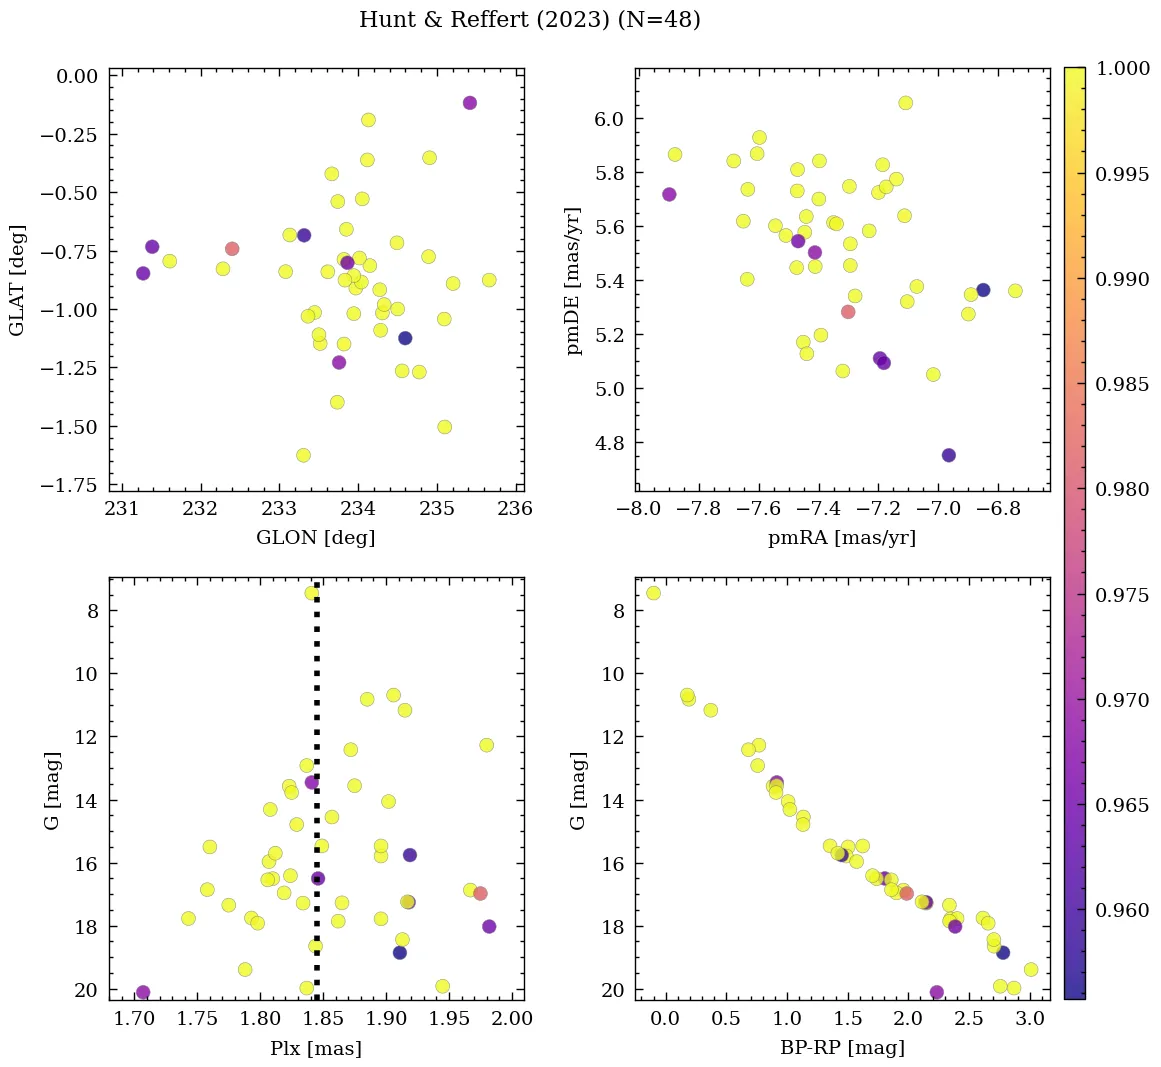 Hunt & Reffert (2023) (N=48)
0.00
−0.25
−0.50
−0.75
−1.00
−1.25
−1.50
−1.75
GLAT [deg]
231 232 233 234 235 236
GLON [deg]
6.0
5.8
5.6
5.4
5.2
5.0
4.8
pmDE [mas/yr]
−8.0 −7.8 −7.6 −7.4 −7.2 −7.0 −6.8
pmRA [mas/yr]
1.000
0.995
0.990
0.985
0.980
0.975
0.970
0.965
0.960
8
10
12
14
16
18
20
G [mag]
1.70 1.75 1.80 1.85 1.90 1.95 2.00
Plx [mas]
8
10
12
14
16
18
20
G [mag]
0.0 0.5 1.0 1.5 2.0 2.5 3.0
BP-RP [mag]